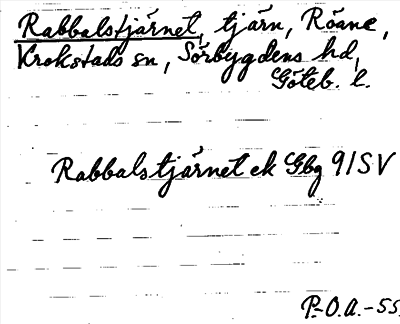 Rabbalstjärnet, tjärn, Röane,
Krokstads sn, Sörbygdens hd,
Göteb. l.
Rabbalstjärnet ek Gbg 9/SV
P.-O.A.-55.